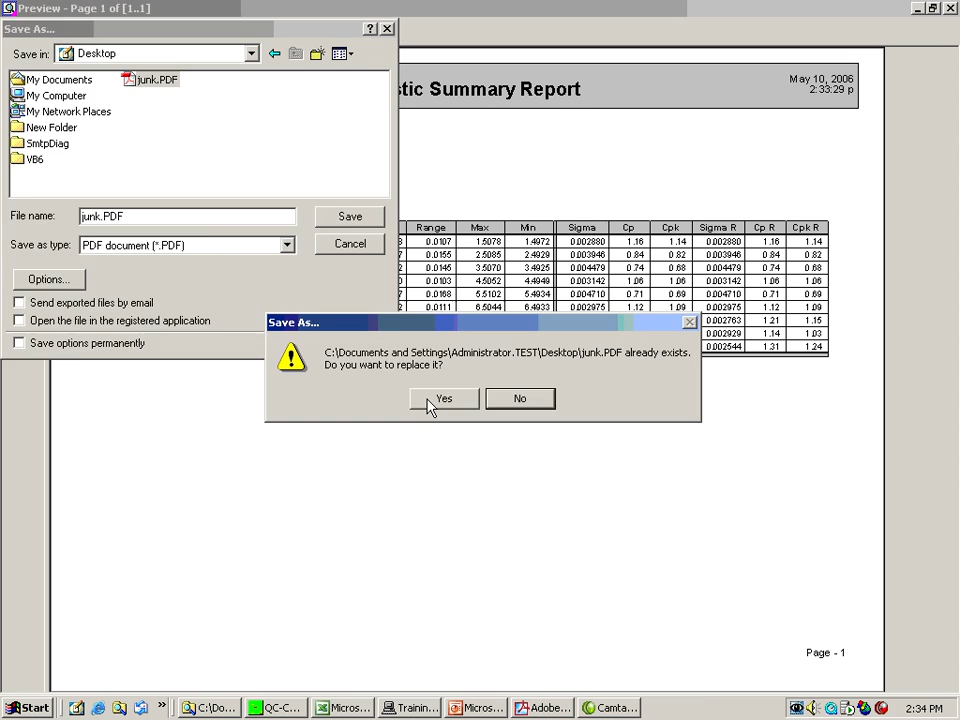 Preview - Page 1 of [1..1]
Save As...
Save in: Desktop
My Documents
junk.PDF
My Computer
My Network Places
New Folder
SmtpDiag
VB6
File name: junk.PDF
Save
Save as type: PDF document (*.PDF)
Cancel
Options...
Send exported files by email
Open the file in the registered application
Save options permanently
stic Summary Report
May 10, 2006
2:33:29 p
Range Max Min Sigma Cp Cpk Sigma R Cp R Cpk R
0.0107 1.5078 1.4972 0.002880 1.16 1.14 0.002880 1.16 1.14
0.0155 2.5085 2.4929 0.003946 0.84 0.82 0.003946 0.84 0.82
0.0145 3.5070 3.4925 0.004479 0.74 0.68 0.004479 0.74 0.68
0.0103 4.5052 4.4949 0.003142 1.06 1.06 0.003142 1.06 1.06
0.0168 5.5102 5.4934 0.004710 0.71 0.69 0.004710 0.71 0.69
0.0111 6.5044 6.4933 0.002975 1.12 1.09 0.002975 1.12 1.09
0.002763 1.21 1.15
0.002929 1.14 1.03
0.002544 1.31 1.24
Save As...
C:\Documents and Settings\Administrator.TEST\Desktop\junk.PDF already exists.
Do you want to replace it?
Yes
No
Page - 1
Start
C:\Do...
QC-C...
Micros...
Trainin...
Micros...
Adobe...
Camta...
2:34 PM